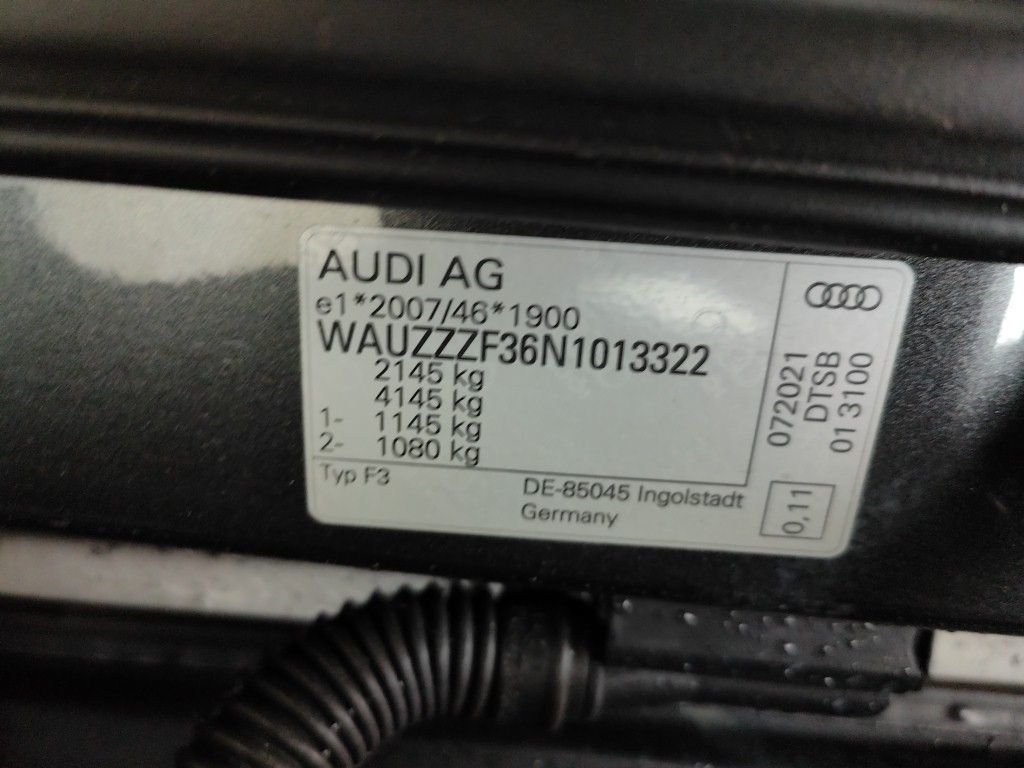 AUDI AG
e1*2007/46*1900
WAUZZZF36N1013322
2145 kg
4145 kg
1- 1145 kg
2- 1080 kg
Typ F3
DE-85045 Ingolstadt
Germany
072021
DTSB
013100
0,11